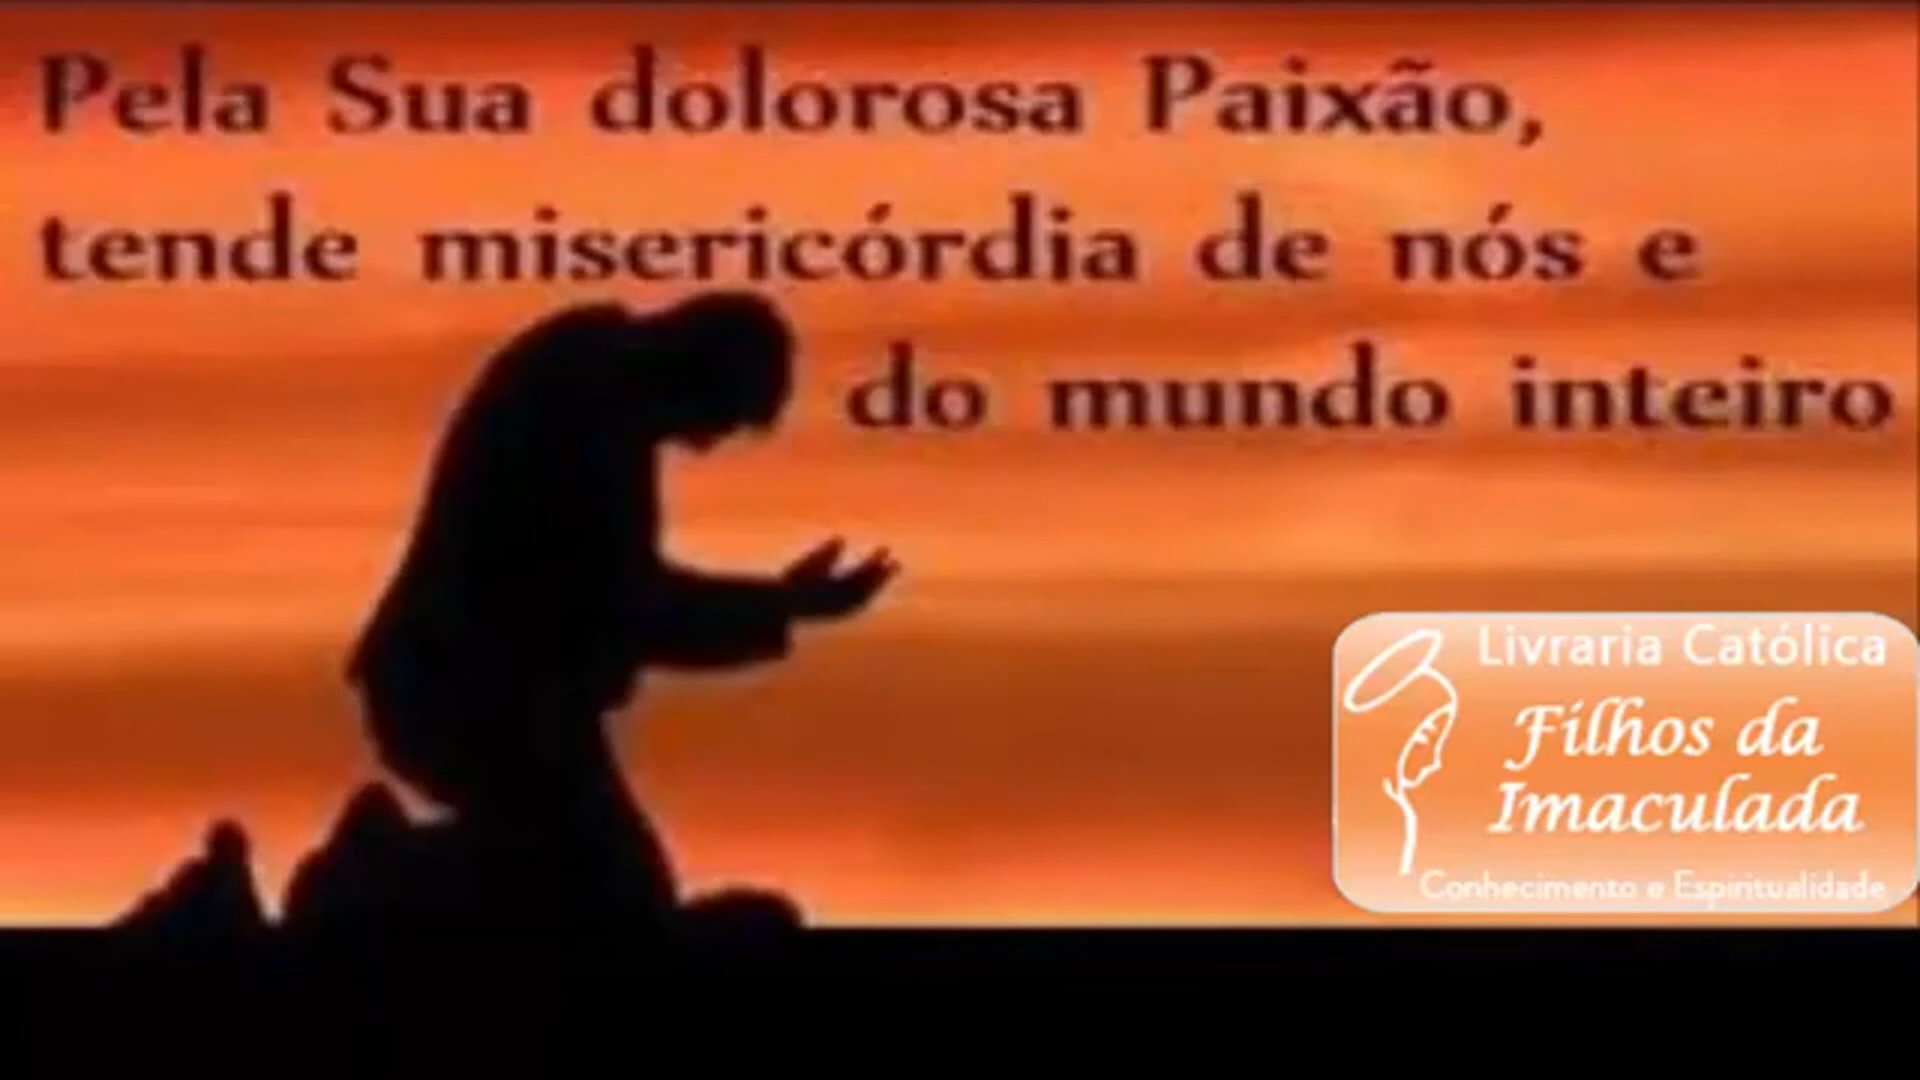 Pela Sua dolorosa Paixão,
tende misericórdia de nós e
do mundo inteiro
Livraria Católica
Filhos da
Imaculada
Conhecimento e Espiritualidade